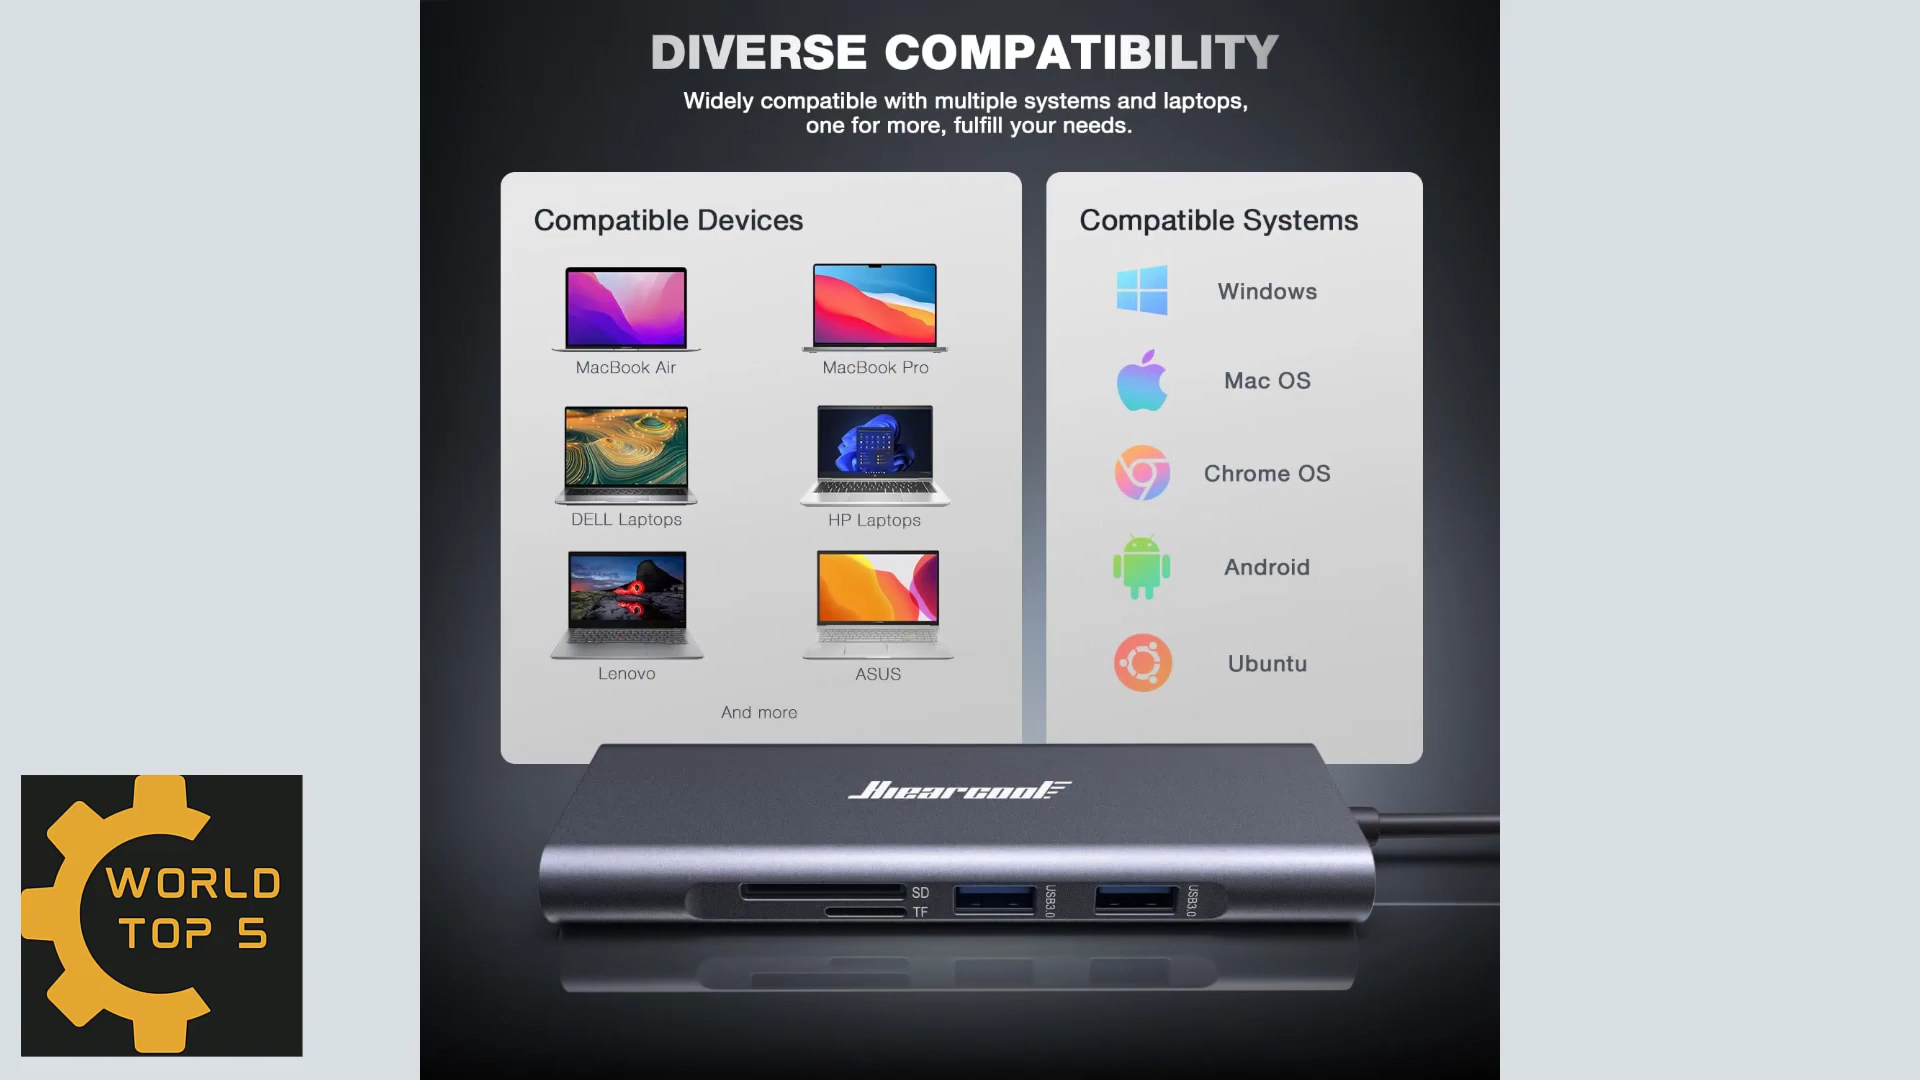 DIVERSE COMPATIBILITY
Widely compatible with multiple systems and laptops,
one for more, fulfill your needs.
Compatible Devices
MacBook Air
MacBook Pro
DELL Laptops
HP Laptops
Lenovo
ASUS
And more
Compatible Systems
Windows
Mac OS
Chrome OS
Android
Ubuntu
Hiearcool
SD
TF
USB3.0
USB3.0
WORLD
TOP 5